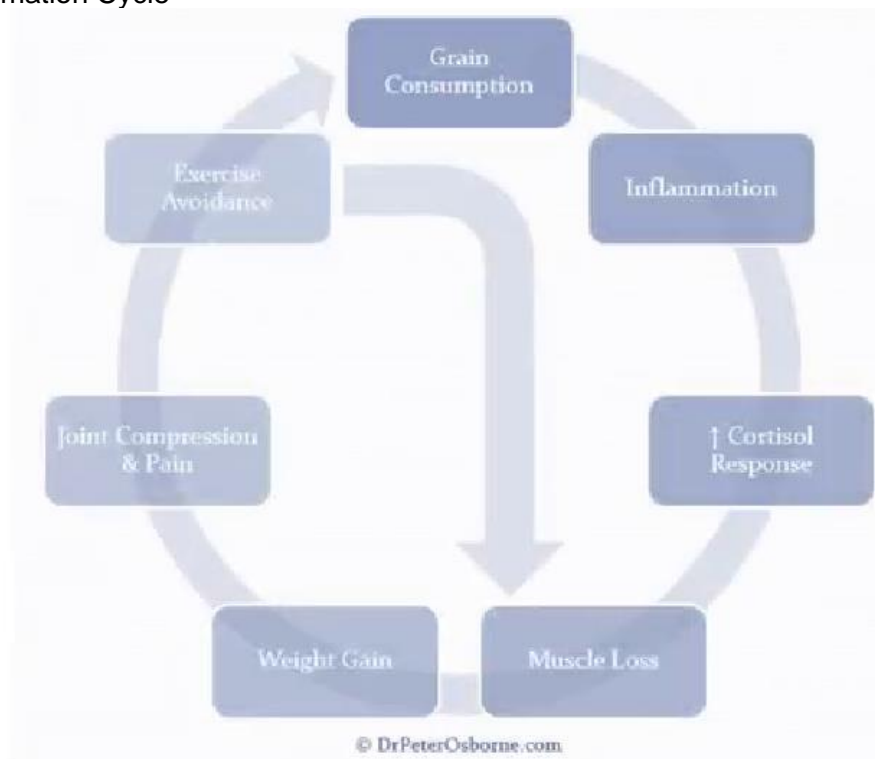 Grain
Consumption
Inflammation
↑ Cortisol
Response
Muscle Loss
Weight Gain
Joint Compression
& Pain
Exercise
Avoidance
© DrPeterOsborne.com